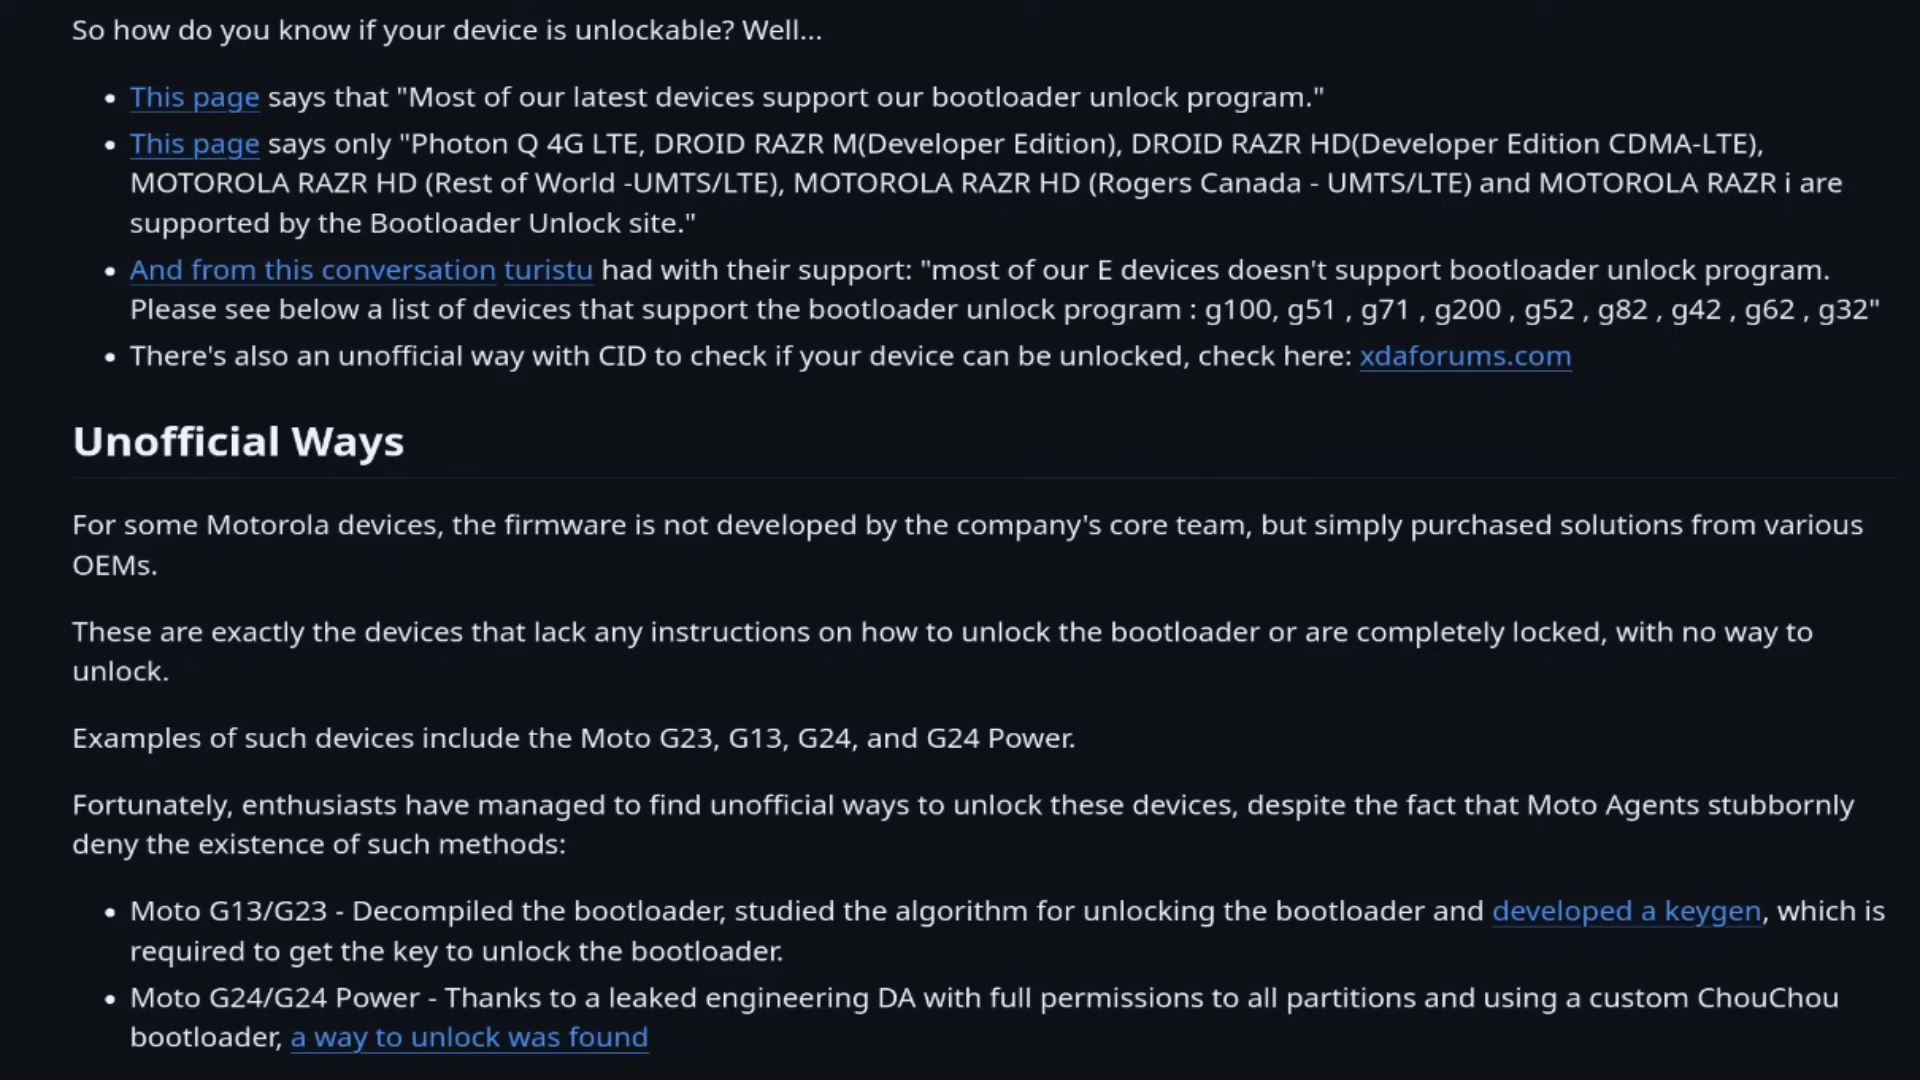 So how do you know if your device is unlockable? Well...
• This page says that "Most of our latest devices support our bootloader unlock program."
• This page says only "Photon Q 4G LTE, DROID RAZR M(Developer Edition), DROID RAZR HD(Developer Edition CDMA-LTE),
MOTOROLA RAZR HD (Rest of World -UMTS/LTE), MOTOROLA RAZR HD (Rogers Canada - UMTS/LTE) and MOTOROLA RAZR i are
supported by the Bootloader Unlock site."
• And from this conversation turistu had with their support: "most of our E devices doesn't support bootloader unlock program.
Please see below a list of devices that support the bootloader unlock program : g100, g51 , g71 , g200 , g52 , g82 , g42 , g62 , g32"
• There's also an unofficial way with CID to check if your device can be unlocked, check here: xdaforums.com
Unofficial Ways
For some Motorola devices, the firmware is not developed by the company's core team, but simply purchased solutions from various
OEMs.
These are exactly the devices that lack any instructions on how to unlock the bootloader or are completely locked, with no way to
unlock.
Examples of such devices include the Moto G23, G13, G24, and G24 Power.
Fortunately, enthusiasts have managed to find unofficial ways to unlock these devices, despite the fact that Moto Agents stubbornly
deny the existence of such methods:
• Moto G13/G23 - Decompiled the bootloader, studied the algorithm for unlocking the bootloader and developed a keygen, which is
required to get the key to unlock the bootloader.
• Moto G24/G24 Power - Thanks to a leaked engineering DA with full permissions to all partitions and using a custom ChouChou
bootloader, a way to unlock was found